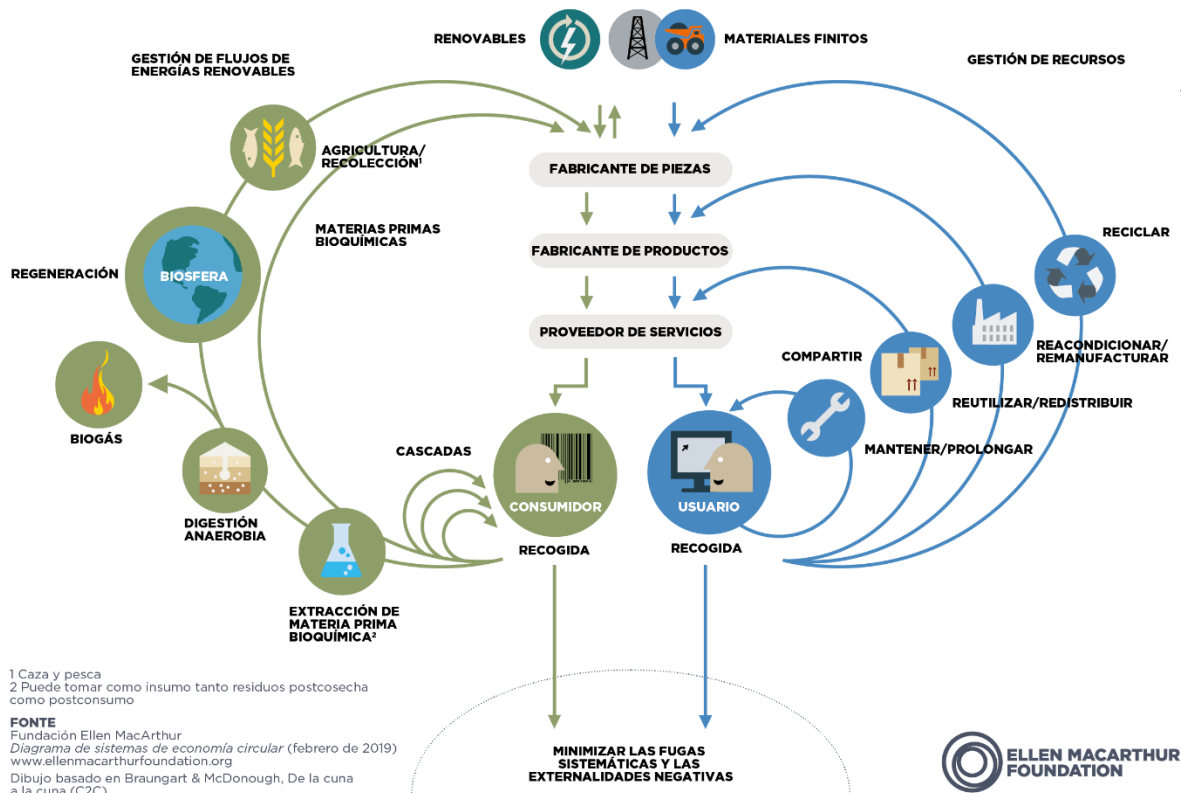 RENOVABLES
MATERIALES FINITOS
GESTIÓN DE FLUJOS DE
ENERGÍAS RENOVABLES
GESTIÓN DE RECURSOS
AGRICULTURA/
RECOLECCIÓN¹
FABRICANTE DE PIEZAS
MATERIAS PRIMAS
BIOQUÍMICAS
RECICLAR
FABRICANTE DE PRODUCTOS
REGENERACIÓN
BIOSFERA
PROVEEDOR DE SERVICIOS
REACONDICIONAR/
REMANUFACTURAR
COMPARTIR
REUTILIZAR/REDISTRIBUIR
BIOGÁS
CASCADAS
MANTENER/PROLONGAR
CONSUMIDOR
USUARIO
DIGESTIÓN
ANAEROBIA
RECOGIDA
RECOGIDA
EXTRACCIÓN DE
MATERIA PRIMA
BIOQUÍMICA²
1 Caza y pesca
2 Puede tomar como insumo tanto residuos postcosecha
como postconsumo
FONTE
Fundación Ellen MacArthur
Diagrama de sistemas de economía circular (febrero de 2019)
www.ellenmacarthurfoundation.org
Dibujo basado en Braungart & McDonough, De la cuna
a la cuna (C2C)
MINIMIZAR LAS FUGAS
SISTEMÁTICAS Y LAS
EXTERNALIDADES NEGATIVAS
ELLEN MACARTHUR
FOUNDATION